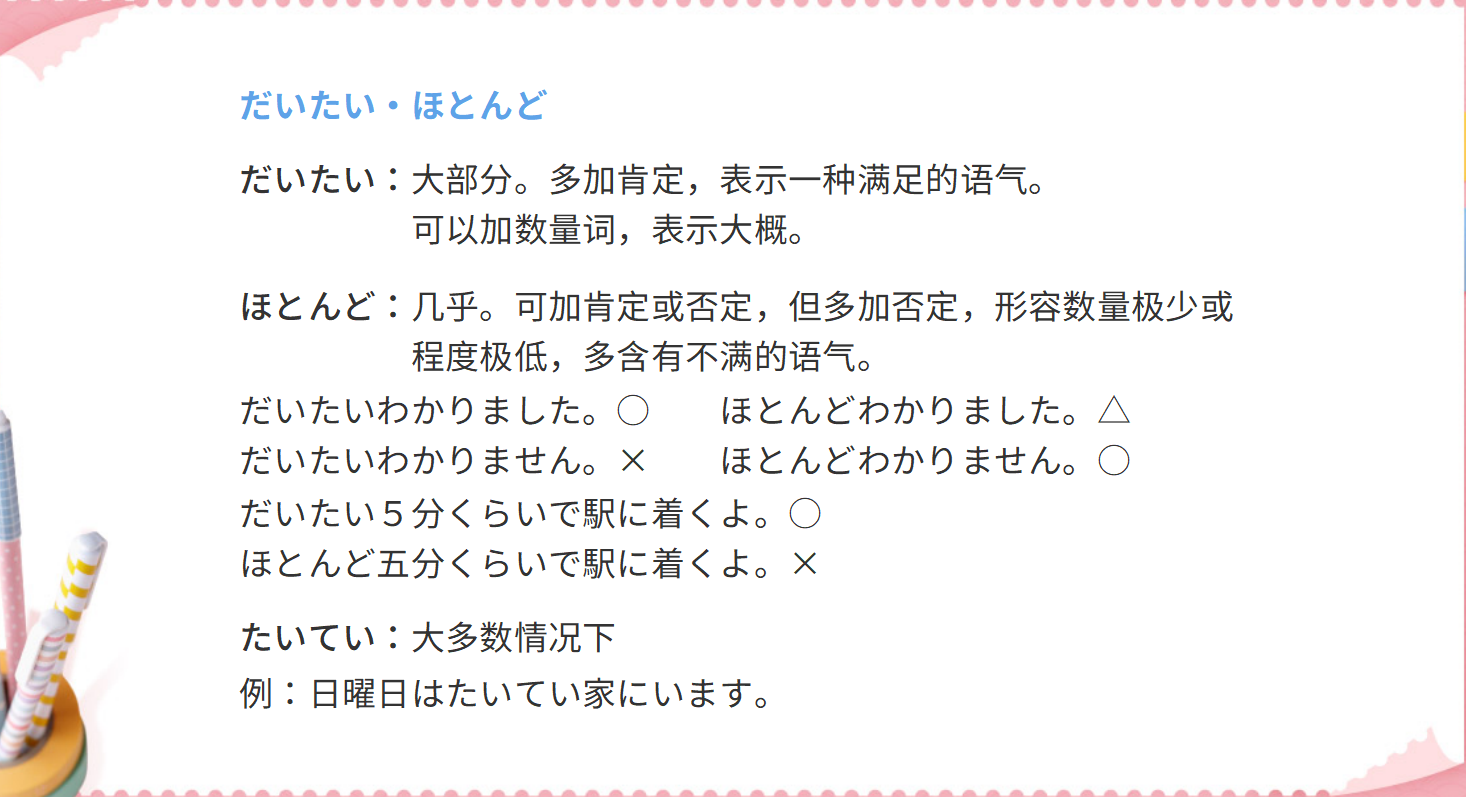 だいたい・ほとんど
だいたい：大部分。多加肯定，表示一种满足的语气。
可以加数量词，表示大概。
ほとんど：几乎。可加肯定或否定，但多加否定，形容数量极少或
程度极低，多含有不满的语气。
だいたいわかりました。○　　ほとんどわかりました。△
だいたいわかりません。×　　ほとんどわかりません。○
だいたい５分くらいで駅に着くよ。○
ほとんど五分くらいで駅に着くよ。×
たいてい：大多数情况下
例：日曜日はたいてい家にいます。